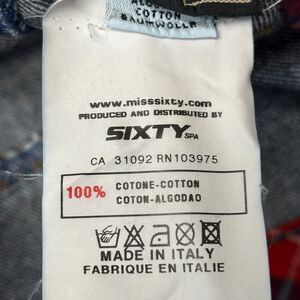 COTTON
BAUMWOLLE
www.misssixty.com
PRODUCED AND DISTRIBUTED BY
SIXTY SPA
CA 31092 RN103975
100% COTONE-COTTON
COTON-ALGODAO
MADE IN ITALY
FABRIQUE EN ITALIE